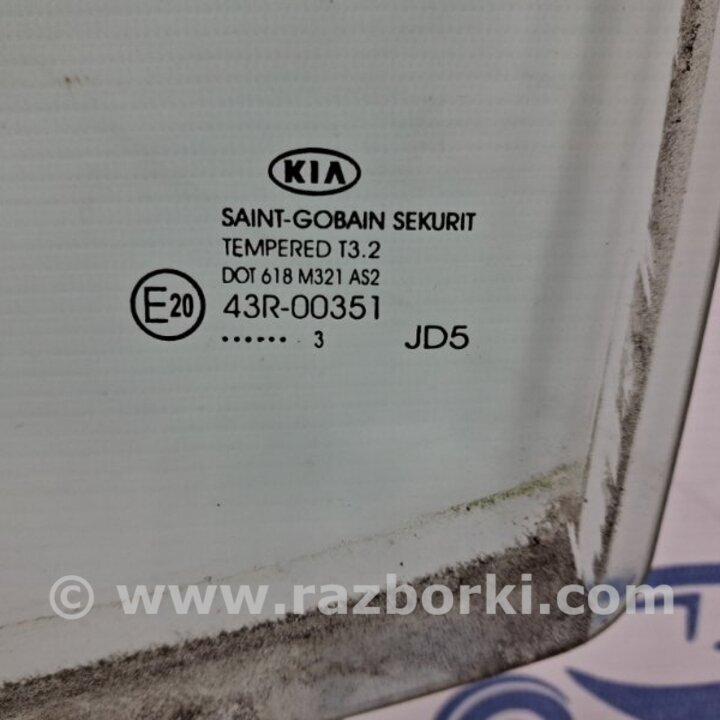 KIA
SAINT-GOBAIN SEKURIT
TEMPERED T3.2
DOT 618 M321 AS2
E20 43R-00351
...... 3 JD5
© www.razborki.com